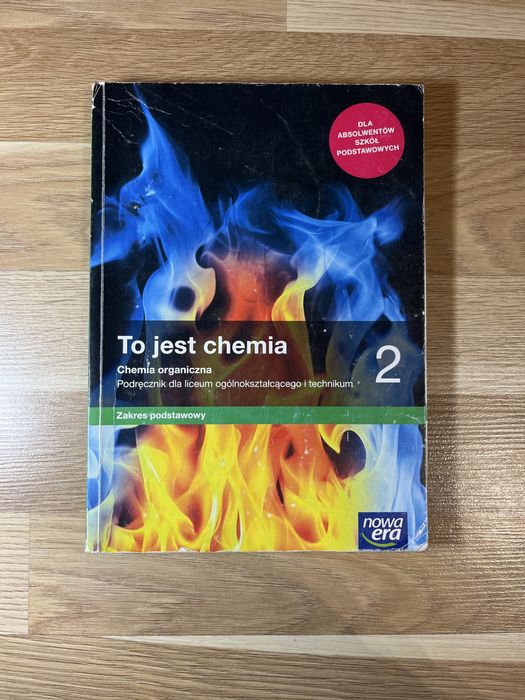 DLA
ABSOLWENTÓW
SZKÓŁ
PODSTAWOWYCH
To jest chemia
2
Chemia organiczna
Podręcznik dla liceum ogólnokształcącego i technikum
Zakres podstawowy
nowa
era